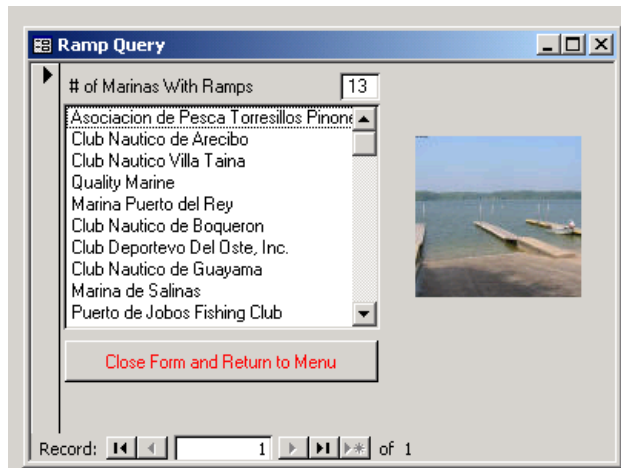 Ramp Query
# of Marinas With Ramps 13
Asociacion de Pesca Torresillos Pinone
Club Nautico de Arecibo
Club Nautico Villa Taina
Quality Marine
Marina Puerto del Rey
Club Nautico de Boqueron
Club Deportevo Del Oste, Inc.
Club Nautico de Guayama
Marina de Salinas
Puerto de Jobos Fishing Club
Close Form and Return to Menu
Record: 1 of 1